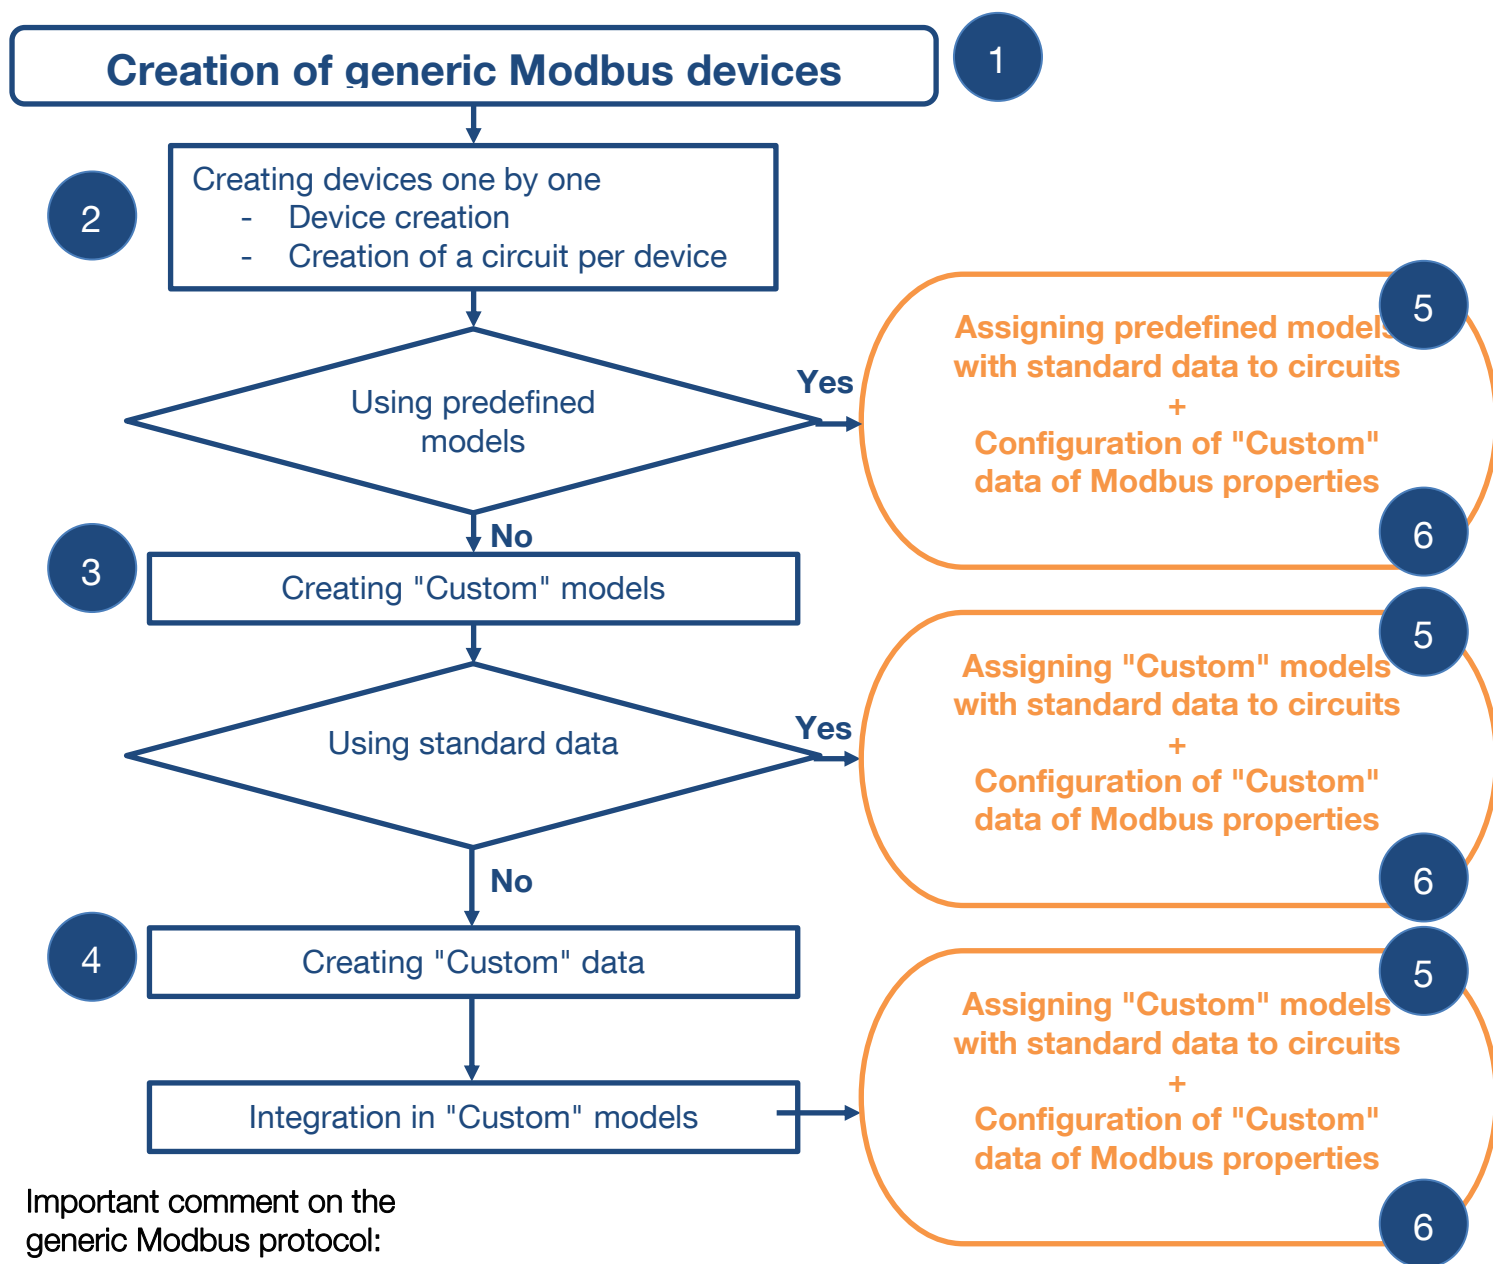 Creation of generic Modbus devices
1
2
Creating devices one by one
- Device creation
- Creation of a circuit per device
Using predefined
models
Yes
5
Assigning predefined models
with standard data to circuits
+
Configuration of "Custom"
data of Modbus properties
6
No
3
Creating "Custom" models
Using standard data
Yes
5
Assigning "Custom" models
with standard data to circuits
+
Configuration of "Custom"
data of Modbus properties
6
No
4
Creating "Custom" data
Integration in "Custom" models
5
Assigning "Custom" models
with standard data to circuits
+
Configuration of "Custom"
data of Modbus properties
6
Important comment on the
generic Modbus protocol: